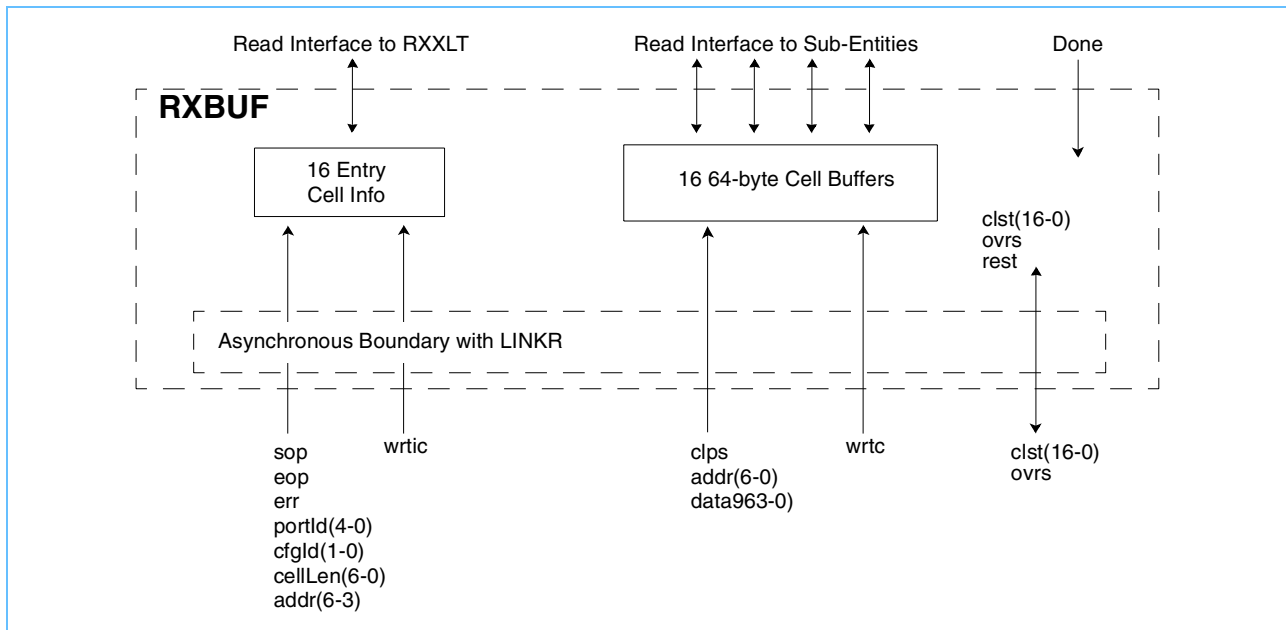 Read Interface to RXXLT
Read Interface to Sub-Entities
Done
RXBUF
16 Entry
Cell Info
16 64-byte Cell Buffers
clst(16-0)
ovrs
rest
Asynchronous Boundary with LINKR
sop
eop
err
portId(4-0)
cfgId(1-0)
cellLen(6-0)
addr(6-3)
wrtic
clps
addr(6-0)
data963-0)
wrtc
clst(16-0)
ovrs